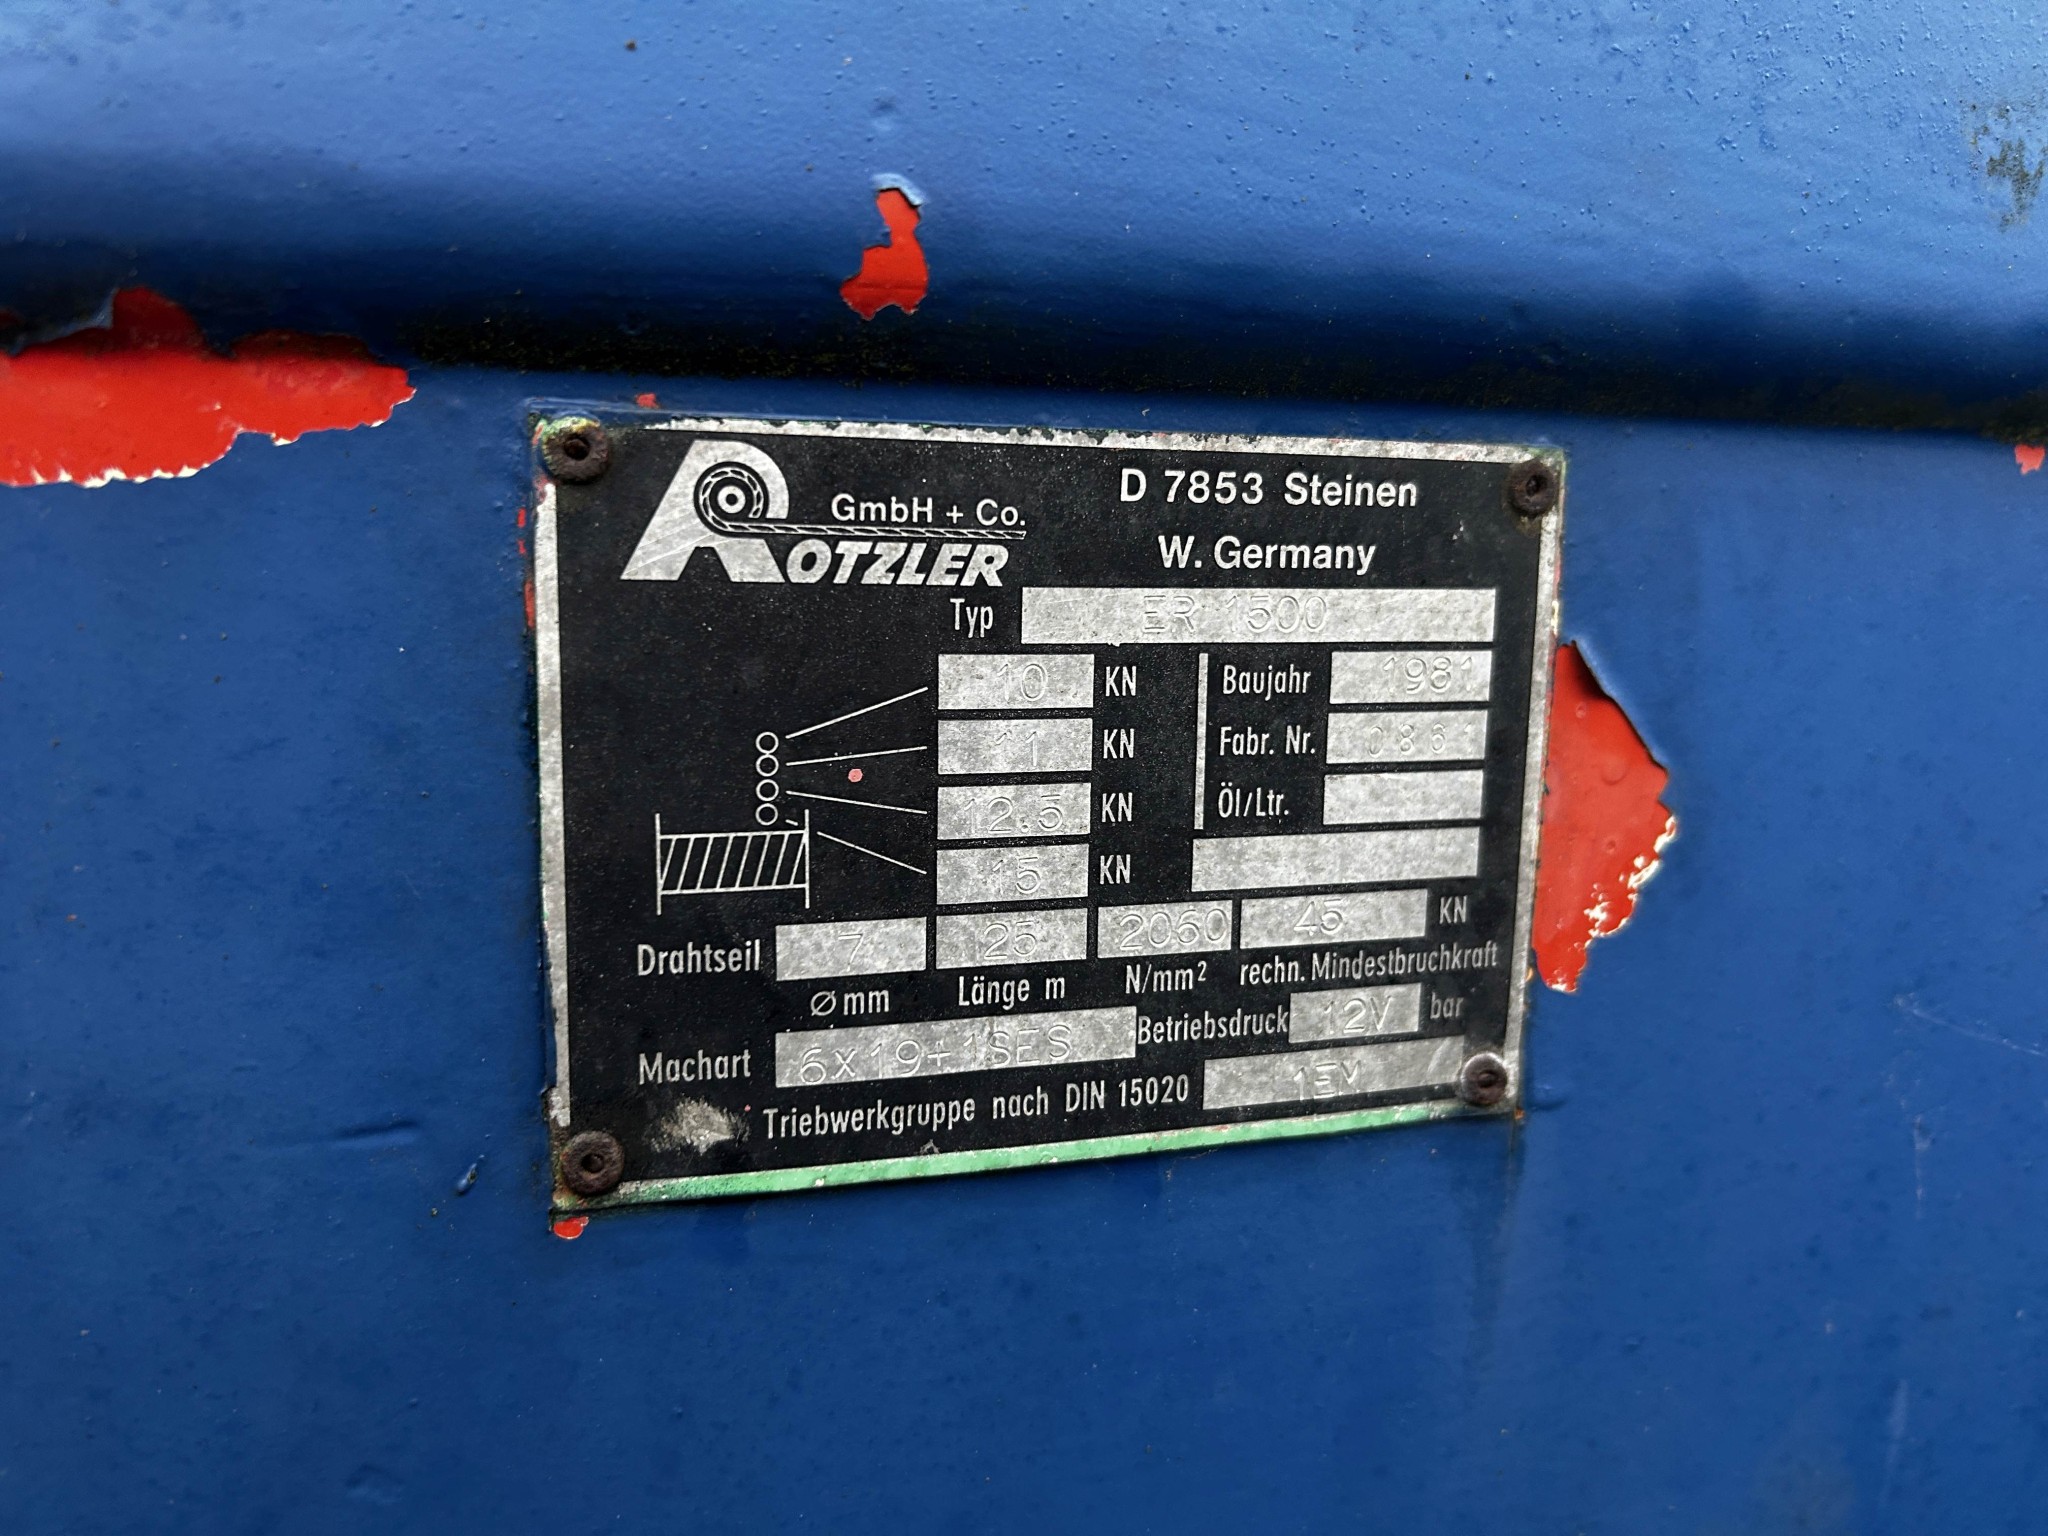 GmbH + Co.
ROTZLER
D 7853 Steinen
W. Germany
Typ ER 1500
10 KN
11 KN
12.5 KN
15 KN
Baujahr 1981
Fabr. Nr. 0861
Öl/Ltr.
Drahtseil 7 25 2060 45 KN
Ø mm Länge m N/mm² rechn. Mindestbruchkraft
Machart 6X19+1SES Betriebsdruck 12V bar
Triebwerkgruppe nach DIN 15020 1EM